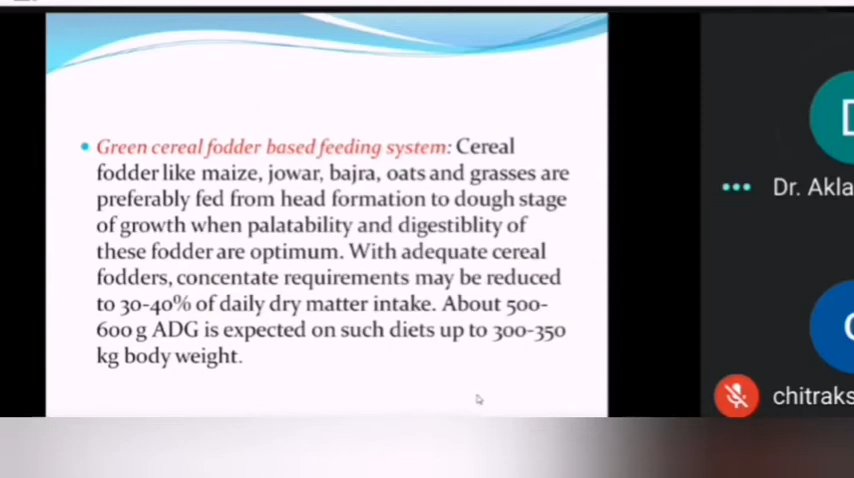 Green cereal fodder based feeding system: Cereal
fodder like maize, jowar, bajra, oats and grasses are
preferably fed from head formation to dough stage
of growth when palatability and digestiblity of
these fodder are optimum. With adequate cereal
fodders, concentrate requirements may be reduced
to 30-40% of daily dry matter intake. About 500-
600 g ADG is expected on such diets up to 300-350
kg body weight.
Dr. Akla
chitraks